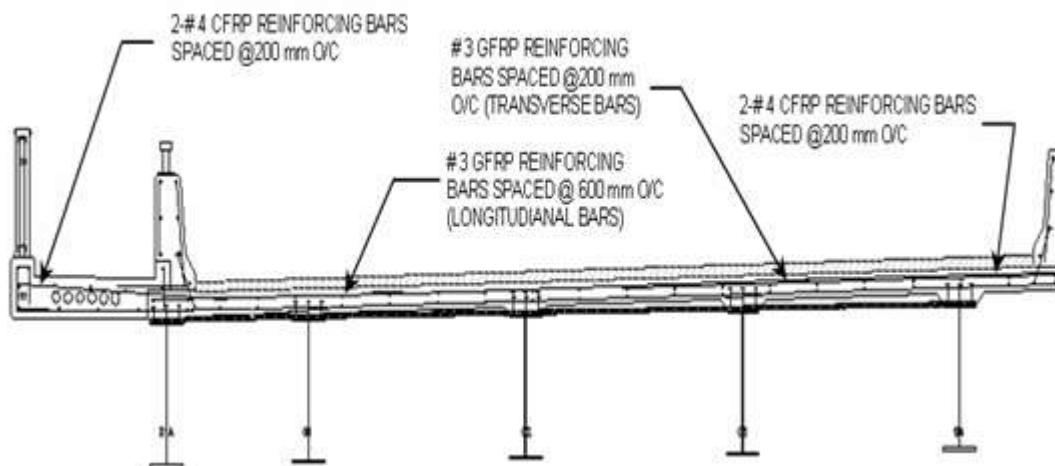 2-#4 CFRP REINFORCING BARS
SPACED @200 mm O/C
#3 GFRP REINFORCING
BARS SPACED @200 mm
O/C (TRANSVERSE BARS)
2-#4 CFRP REINFORCING BARS
SPACED @200 mm O/C
#3 GFRP REINFORCING
BARS SPACED @ 600 mm O/C
(LONGITUDIANAL BARS)